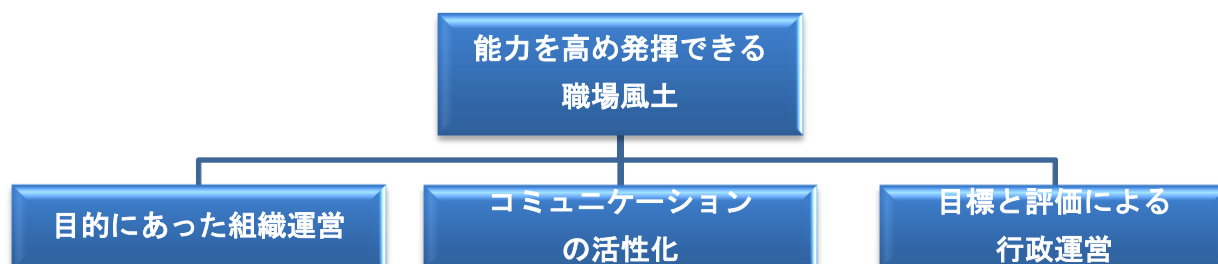 能力を高め発揮できる
職場風土
目的にあった組織運営
コミュニケーション
の活性化
目標と評価による
行政運営